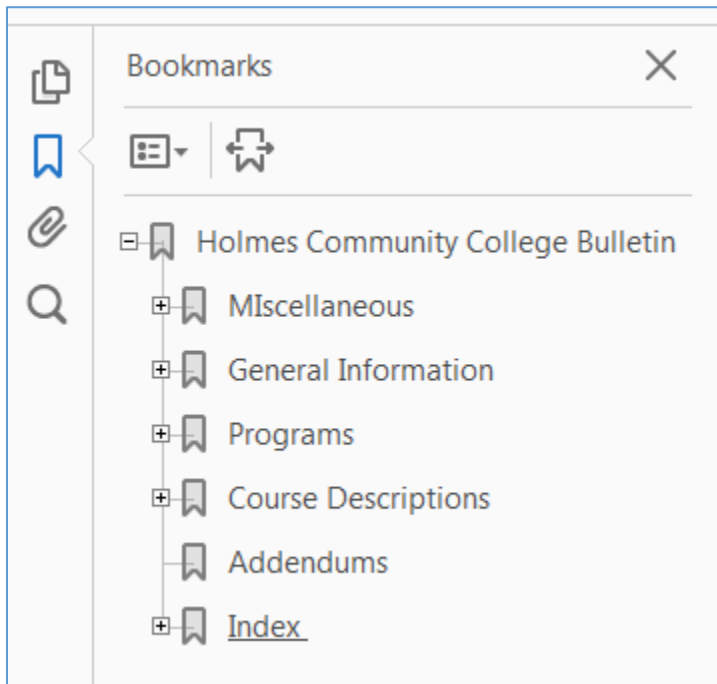 Bookmarks
Holmes Community College Bulletin
MIscellaneous
General Information
Programs
Course Descriptions
Addendums
Index